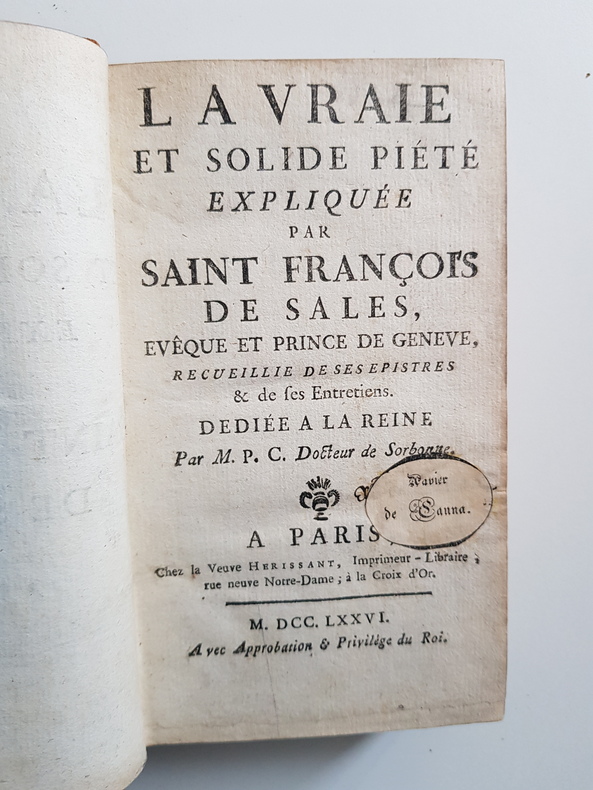 LA VRAIE
ET SOLIDE PIÉTÉ
EXPLIQUÉE
PAR
SAINT FRANÇOIS
DE SALES,
EVÊQUE ET PRINCE DE GENEVE,
RECUEILLIE DE SES EPISTRES
& de ſes Entretiens.
DEDIÉE A LA REINE
Par M. P. C. Docteur de Sorbonne.
Xavier
de Canna.
A PARIS,
Chez la Veuve HERISSANT, Imprimeur-Libraire,
rue neuve Notre-Dame; à la Croix d'Or.
M. DCC. LXXVI.
Avec Approbation & Privilége du Roi.